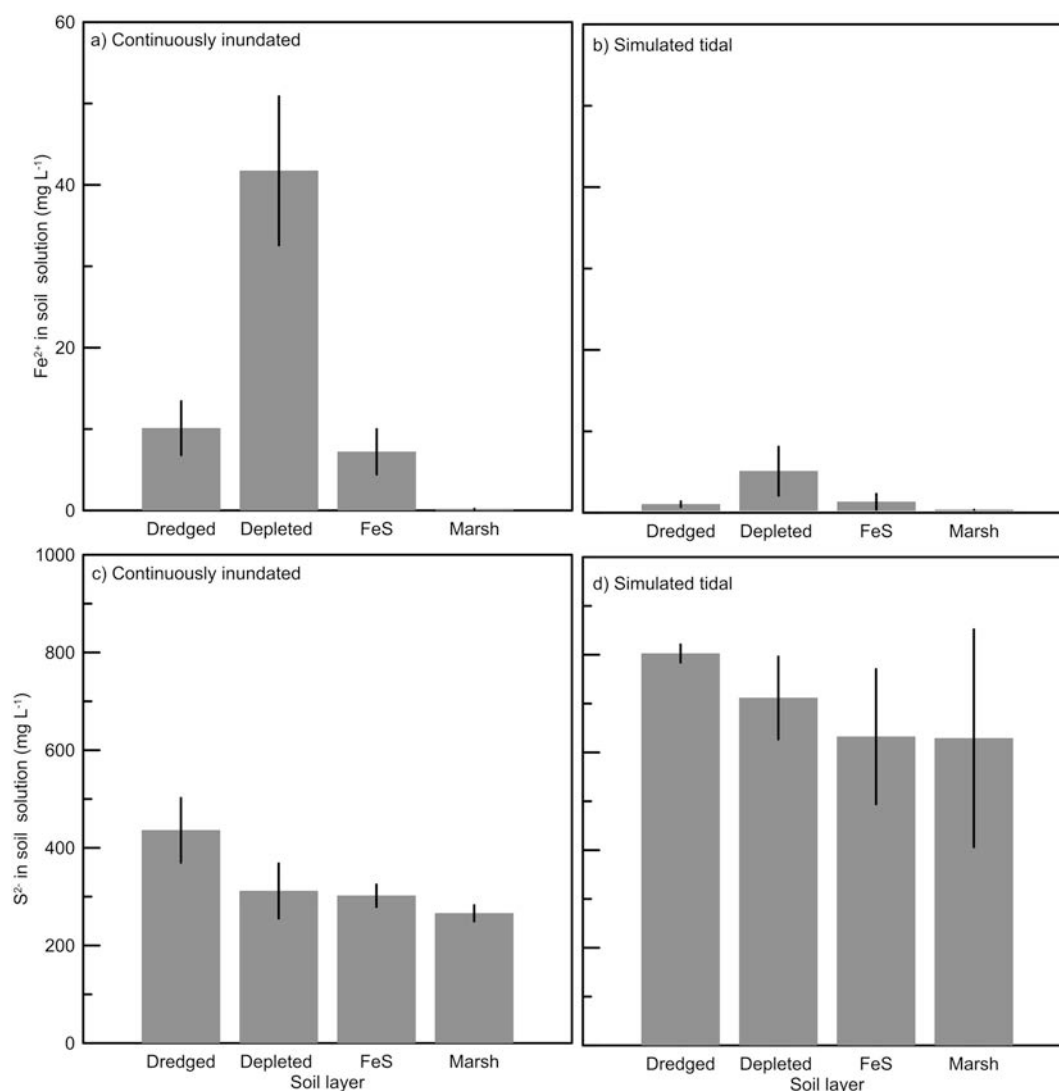 a) Continuously inundated
b) Simulated tidal
Fe²⁺ in soil solution (mg L⁻¹)
60
40
20
0
Dredged Depleted FeS Marsh
Dredged Depleted FeS Marsh
c) Continuously inundated
d) Simulated tidal
S²⁻ in soil solution (mg L⁻¹)
1000
800
600
400
200
0
Dredged Depleted FeS Marsh
Dredged Depleted FeS Marsh
Soil layer
Soil layer